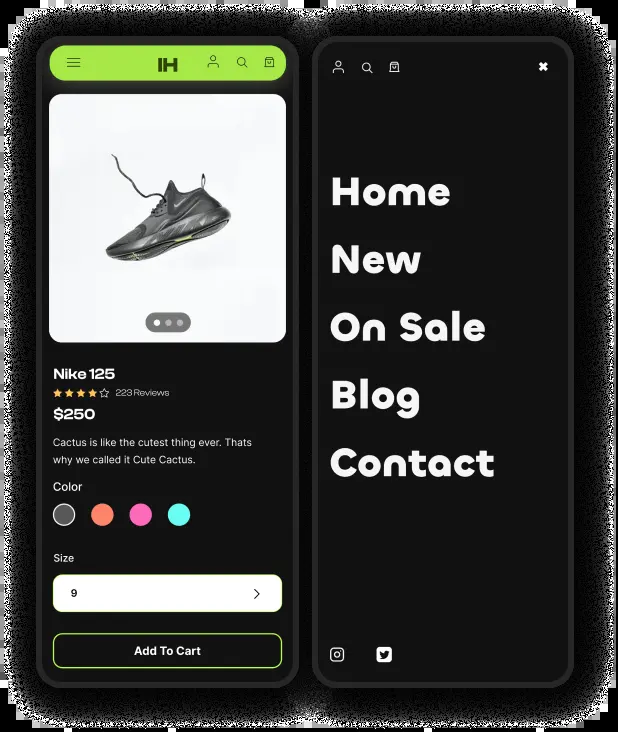 IH
Nike 125
223 Reviews
$250
Cactus is like the cutest thing ever. Thats
why we called it Cute Cactus.
Color
Size
9
Add To Cart
Home
New
On Sale
Blog
Contact